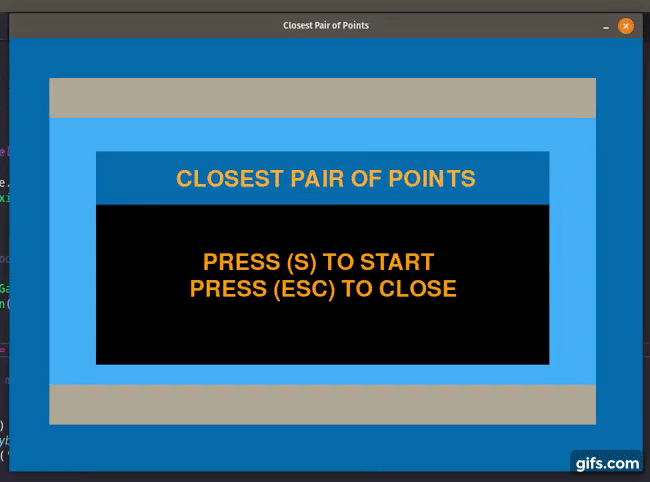 Closest Pair of Points
CLOSEST PAIR OF POINTS
PRESS (S) TO START
PRESS (ESC) TO CLOSE
gifs.com